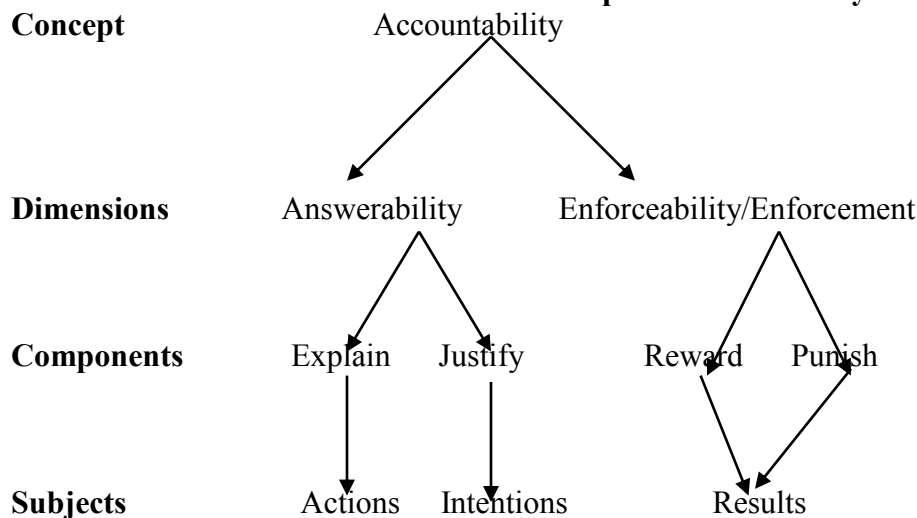 Concept Accountability
Dimensions Answerability Enforceability/Enforcement
Components Explain Justify Reward Punish
Subjects Actions Intentions Results